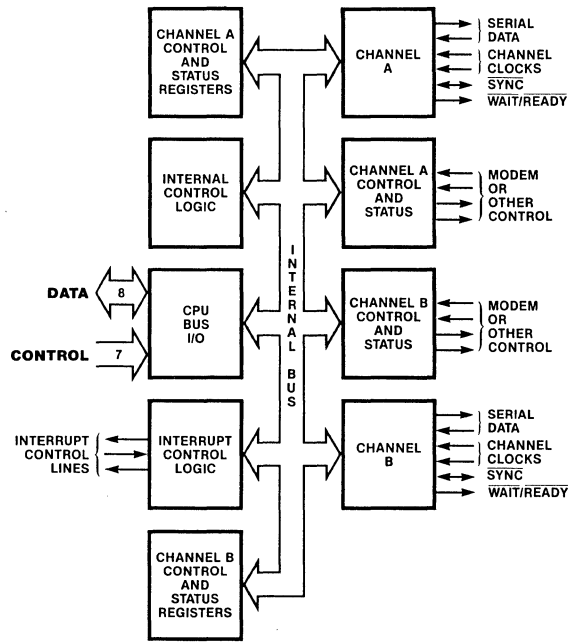 CHANNEL A
CONTROL
AND
STATUS
REGISTERS
CHANNEL
A
SERIAL
DATA
CHANNEL
CLOCKS
SYNC
WAIT/READY
INTERNAL
CONTROL
LOGIC
CHANNEL A
CONTROL
AND
STATUS
MODEM
OR
OTHER
CONTROL
INTERNAL BUS
DATA
8
CONTROL
7
CPU
BUS
I/O
CHANNEL B
CONTROL
AND
STATUS
MODEM
OR
OTHER
CONTROL
INTERRUPT
CONTROL
LINES
INTERRUPT
CONTROL
LOGIC
CHANNEL
B
SERIAL
DATA
CHANNEL
CLOCKS
SYNC
WAIT/READY
CHANNEL B
CONTROL
AND
STATUS
REGISTERS